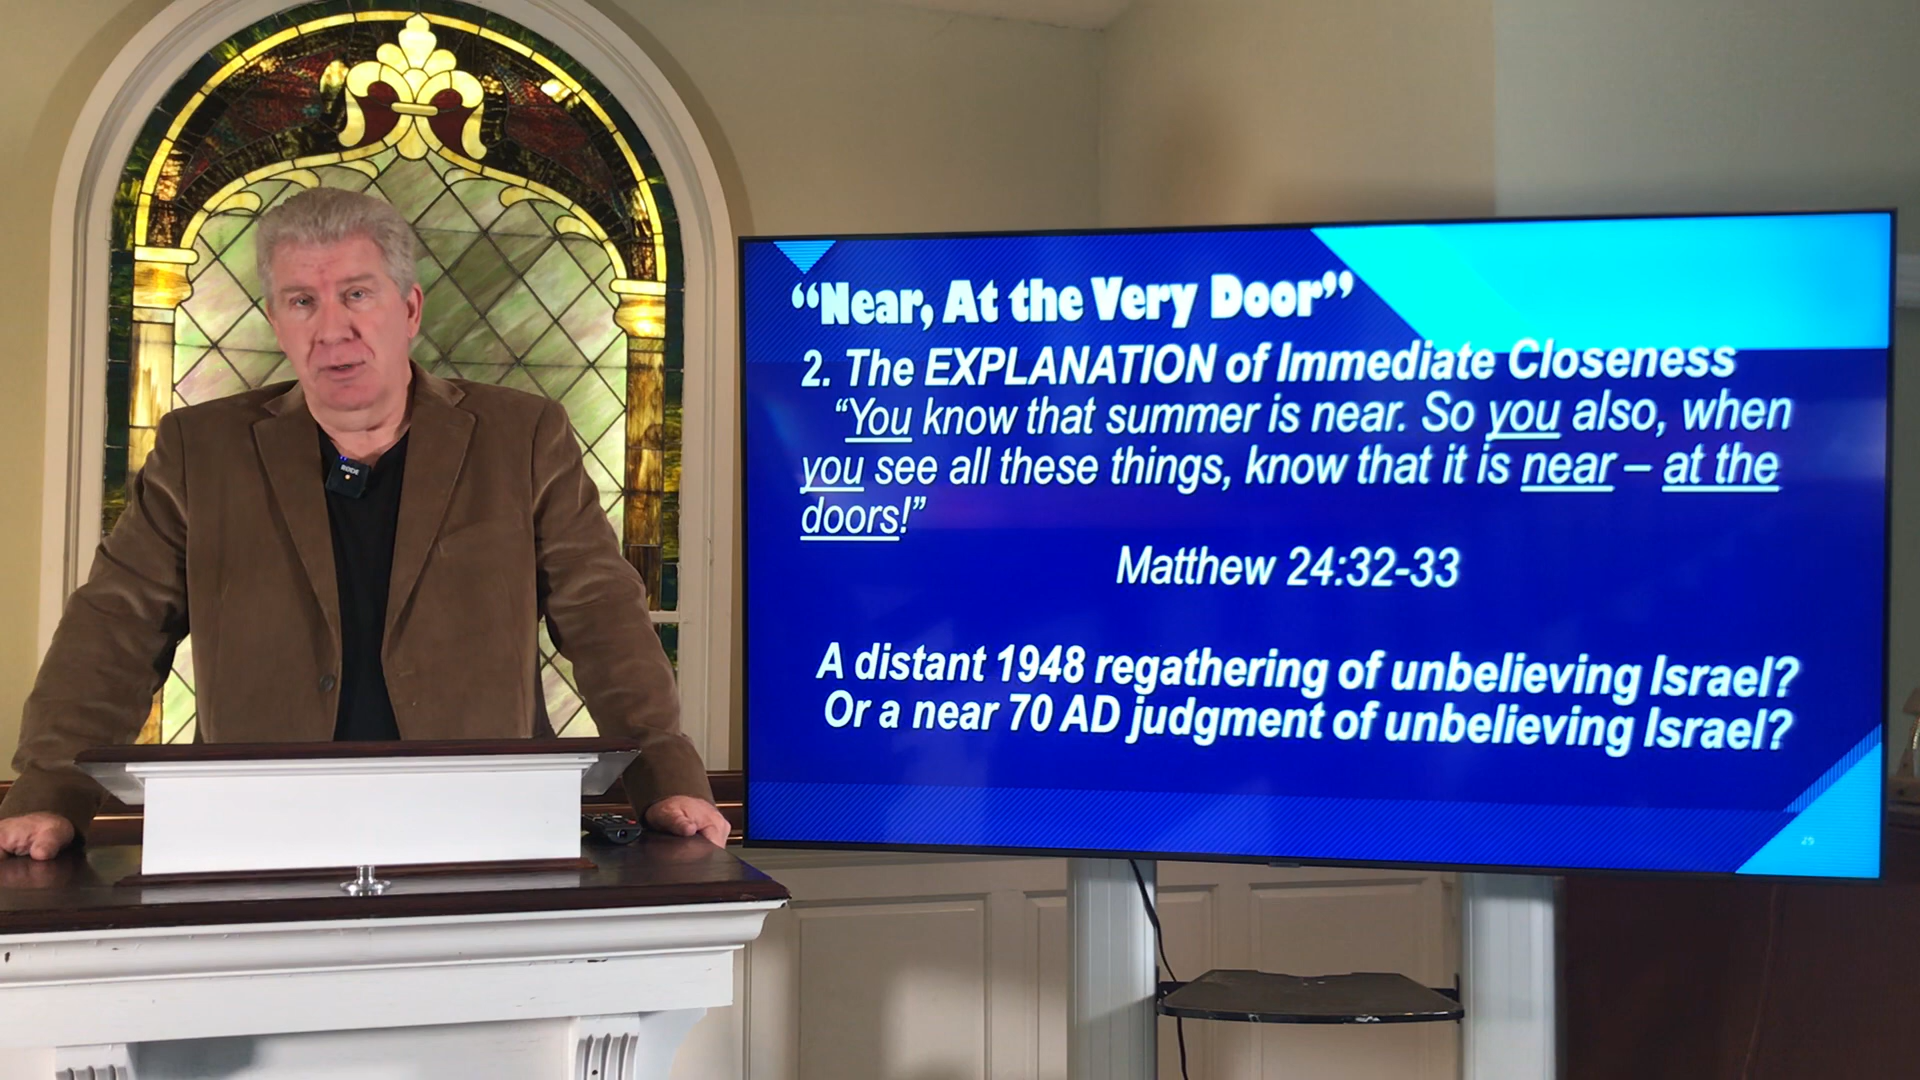 “Near, At the Very Door”
2. The EXPLANATION of Immediate Closeness
“You know that summer is near. So you also, when
you see all these things, know that it is near – at the
doors!”
Matthew 24:32-33
A distant 1948 regathering of unbelieving Israel?
Or a near 70 AD judgment of unbelieving Israel?
25
RODE